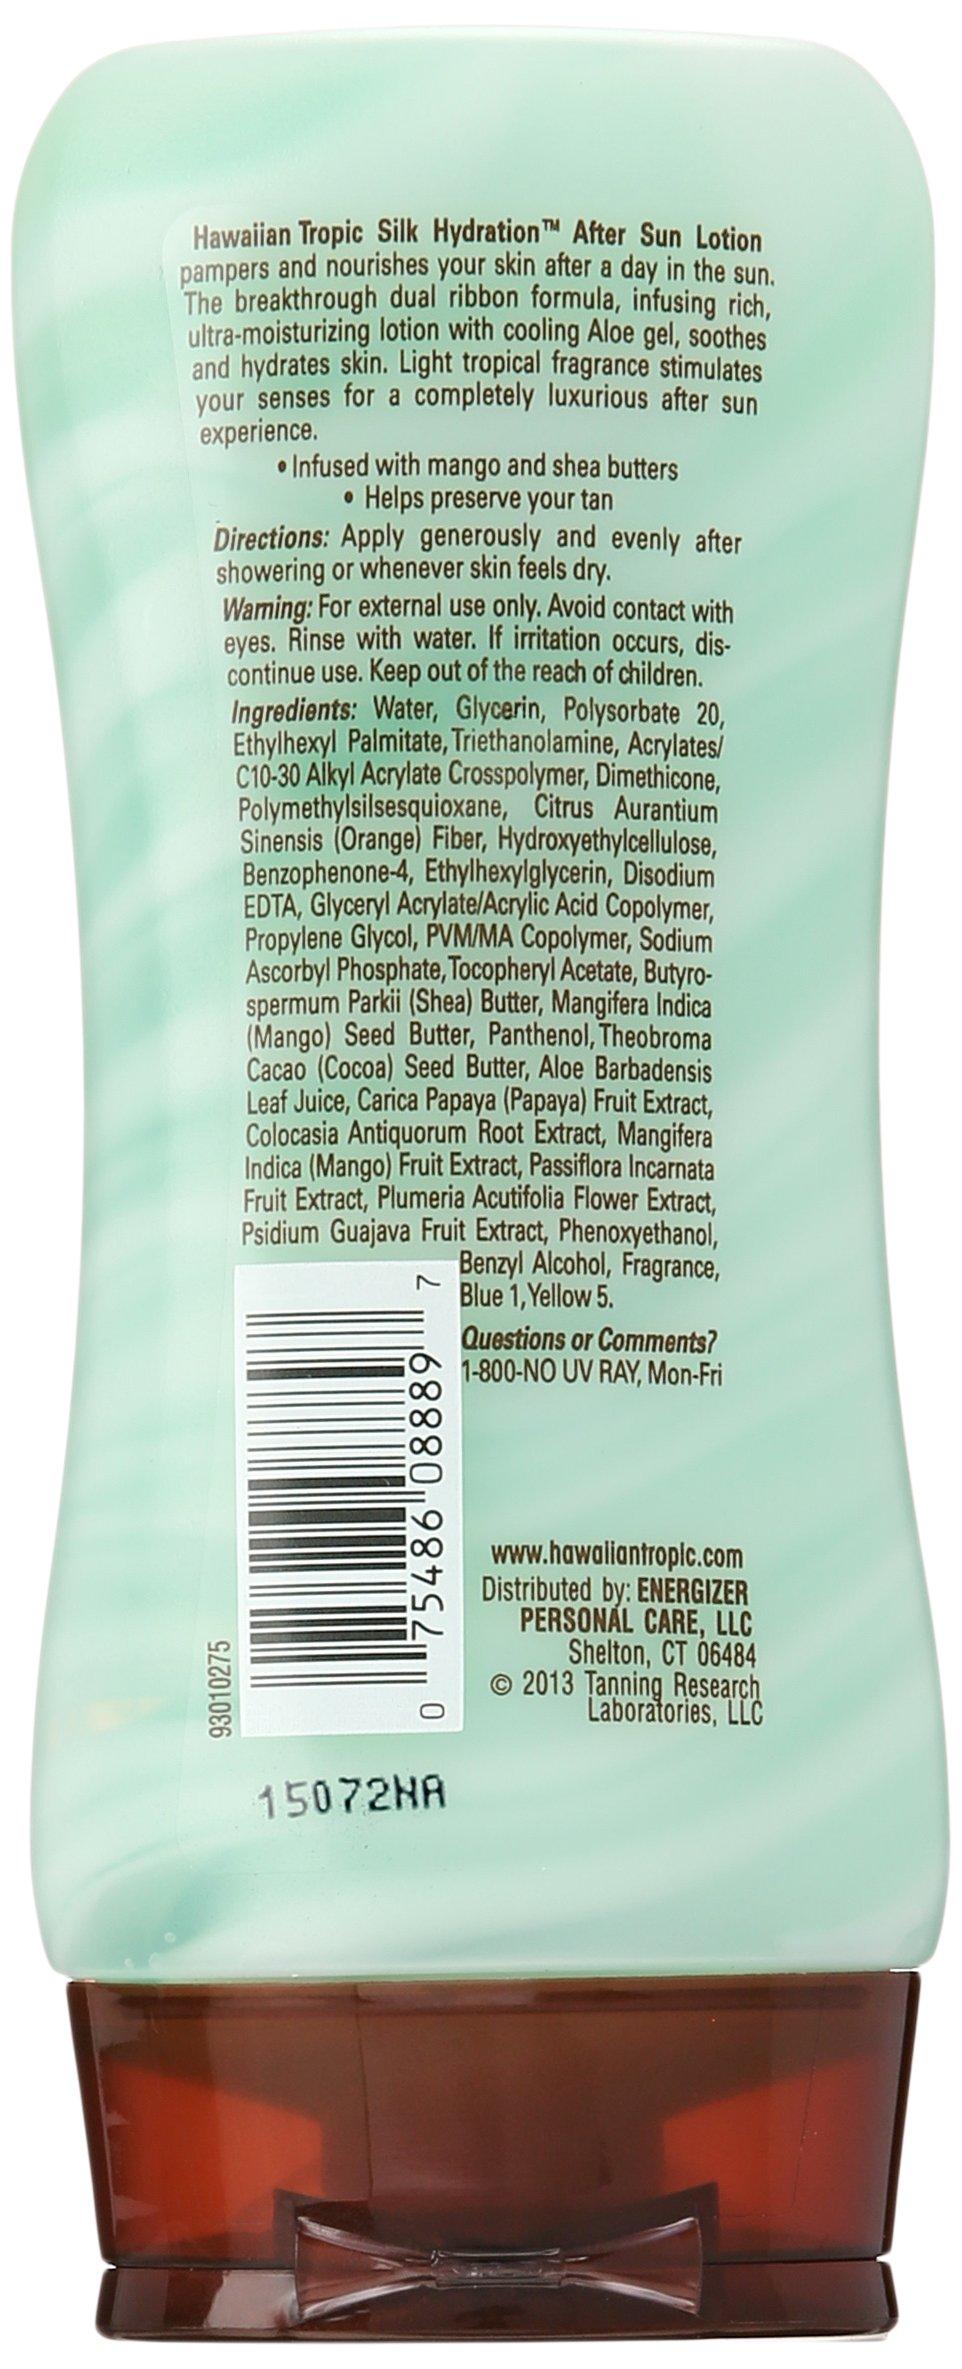 Hawaiian Tropic Silk Hydration™ After Sun Lotion
pampers and nourishes your skin after a day in the sun.
The breakthrough dual ribbon formula, infusing rich,
ultra-moisturizing lotion with cooling Aloe gel, soothes
and hydrates skin. Light tropical fragrance stimulates
your senses for a completely luxurious after sun
experience.
• Infused with mango and shea butters
• Helps preserve your tan
Directions: Apply generously and evenly after
showering or whenever skin feels dry.
Warning: For external use only. Avoid contact with
eyes. Rinse with water. If irritation occurs, dis-
continue use. Keep out of the reach of children.
Ingredients: Water, Glycerin, Polysorbate 20,
Ethylhexyl Palmitate, Triethanolamine, Acrylates/
C10-30 Alkyl Acrylate Crosspolymer, Dimethicone,
Polymethylsilsesquioxane, Citrus Aurantium
Sinensis (Orange) Fiber, Hydroxyethylcellulose,
Benzophenone-4, Ethylhexylglycerin, Disodium
EDTA, Glyceryl Acrylate/Acrylic Acid Copolymer,
Propylene Glycol, PVM/MA Copolymer, Sodium
Ascorbyl Phosphate, Tocopheryl Acetate, Butyro-
spermum Parkii (Shea) Butter, Mangifera Indica
(Mango) Seed Butter, Panthenol, Theobroma
Cacao (Cocoa) Seed Butter, Aloe Barbadensis
Leaf Juice, Carica Papaya (Papaya) Fruit Extract,
Colocasia Antiquorum Root Extract, Mangifera
Indica (Mango) Fruit Extract, Passiflora Incarnata
Fruit Extract, Plumeria Acutifolia Flower Extract,
Psidium Guajava Fruit Extract, Phenoxyethanol,
Benzyl Alcohol, Fragrance,
Blue 1, Yellow 5.
Questions or Comments?
1-800-NO UV RAY, Mon-Fri
0 75486 08889 7
93010275
www.hawaiiantropic.com
Distributed by: ENERGIZER
PERSONAL CARE, LLC
Shelton, CT 06484
© 2013 Tanning Research
Laboratories, LLC
15072HA